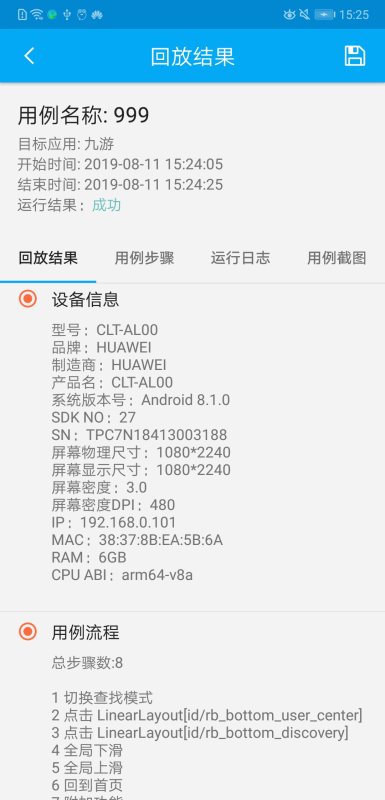 15:25
回放结果
用例名称: 999
目标应用: 九游
开始时间: 2019-08-11 15:24:05
结束时间: 2019-08-11 15:24:25
运行结果: 成功
回放结果 用例步骤 运行日志 用例截图
设备信息
型号: CLT-AL00
品牌: HUAWEI
制造商: HUAWEI
产品名: CLT-AL00
系统版本号: Android 8.1.0
SDK NO: 27
SN: TPC7N18413003188
屏幕物理尺寸: 1080*2240
屏幕显示尺寸: 1080*2240
屏幕密度: 3.0
屏幕密度DPI: 480
IP: 192.168.0.101
MAC: 38:37:8B:EA:5B:6A
RAM: 6GB
CPU ABI: arm64-v8a
用例流程
总步骤数:8
1 切换查找模式
2 点击 LinearLayout[id/rb_bottom_user_center]
3 点击 LinearLayout[id/rb_bottom_discovery]
4 全局下滑
5 全局上滑
6 回到首页
7 附加功能